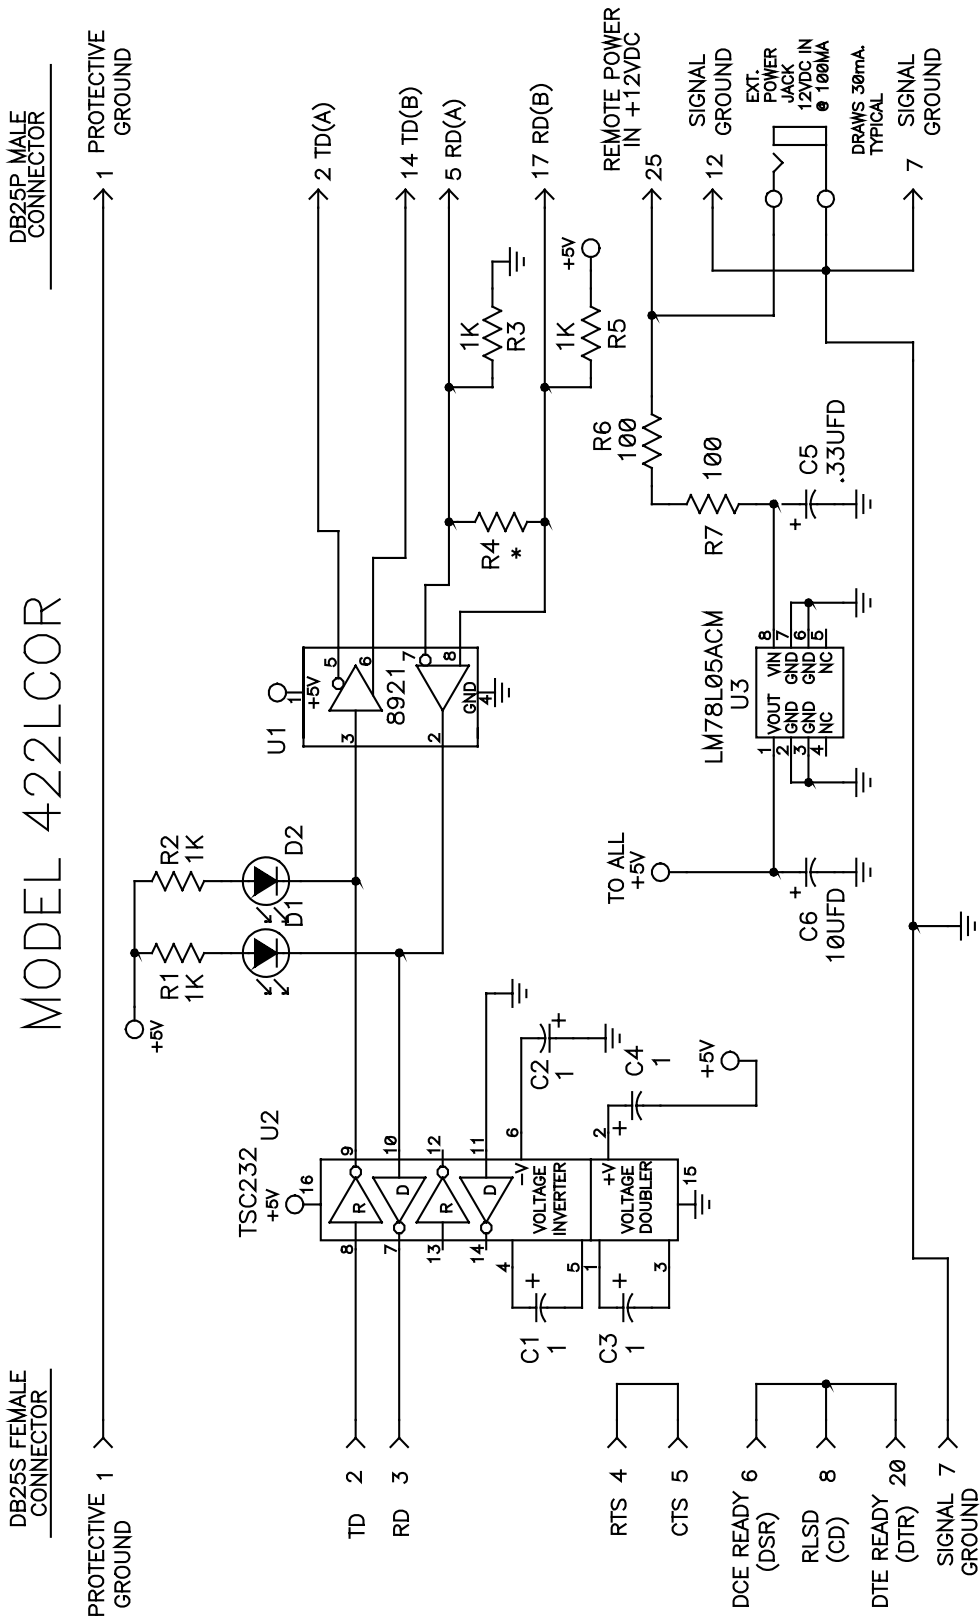 MODEL 422LCOR
DB25S FEMALE
CONNECTOR
DB25P MALE
CONNECTOR
PROTECTIVE
GROUND
1
1
PROTECTIVE
GROUND
+5V
R1
1K
R2
1K
D1
D2
TSC232
U2
+5V
16
TD 2
8
R
9
RD 3
7
D
10
13
R
12
14
D
11
4
5
C1
1
+
-V
VOLTAGE
INVERTER
6
C2
1
+
1
3
C3
1
+
+V
VOLTAGE
DOUBLER
2
15
C4
1
+
+5V
U1
1
+5V
3
5
6
8921
2
7
8
GND
4
2 TD(A)
14 TD(B)
5 RD(A)
17 RD(B)
R4
*
1K
R3
+5V
1K
R5
RTS 4
CTS 5
DCE READY 6
(DSR)
RLSD 8
(CD)
DTE READY 20
(DTR)
SIGNAL 7
GROUND
TO ALL
+5V
+
C6
10UFD
LM78L05ACM
U3
1 VOUT VIN 8
2 GND GND 7
3 GND GND 6
4 NC NC 5
R6
100
R7
100
+
C5
.33UFD
REMOTE POWER
IN +12VDC
25
12
SIGNAL
GROUND
EXT.
POWER
JACK
12VDC IN
@ 100MA
DRAWS 30mA.
TYPICAL
7
SIGNAL
GROUND